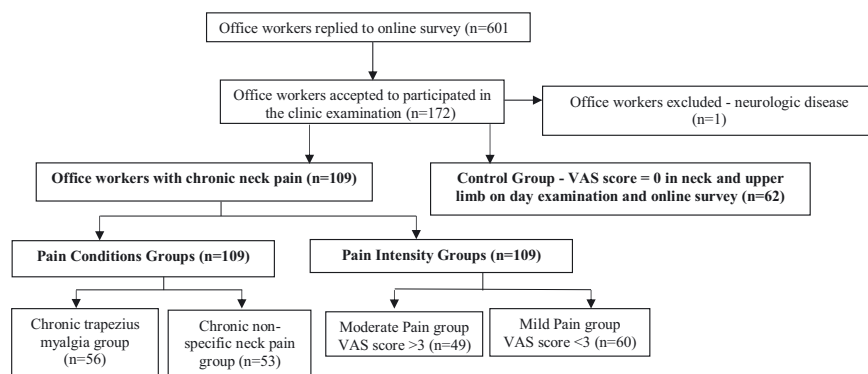 Office workers replied to online survey (n=601
Office workers accepted to participated in
the clinic examination (n=172)
Office workers excluded - neurologic disease
(n=1)
Office workers with chronic neck pain (n=109)
Control Group - VAS score = 0 in neck and upper
limb on day examination and online survey (n=62)
Pain Conditions Groups (n=109)
Pain Intensity Groups (n=109)
Chronic trapezius
myalgia group
(n=56)
Chronic non-
specific neck pain
group (n=53)
Moderate Pain group
VAS score >3 (n=49)
Mild Pain group
VAS score <3 (n=60)